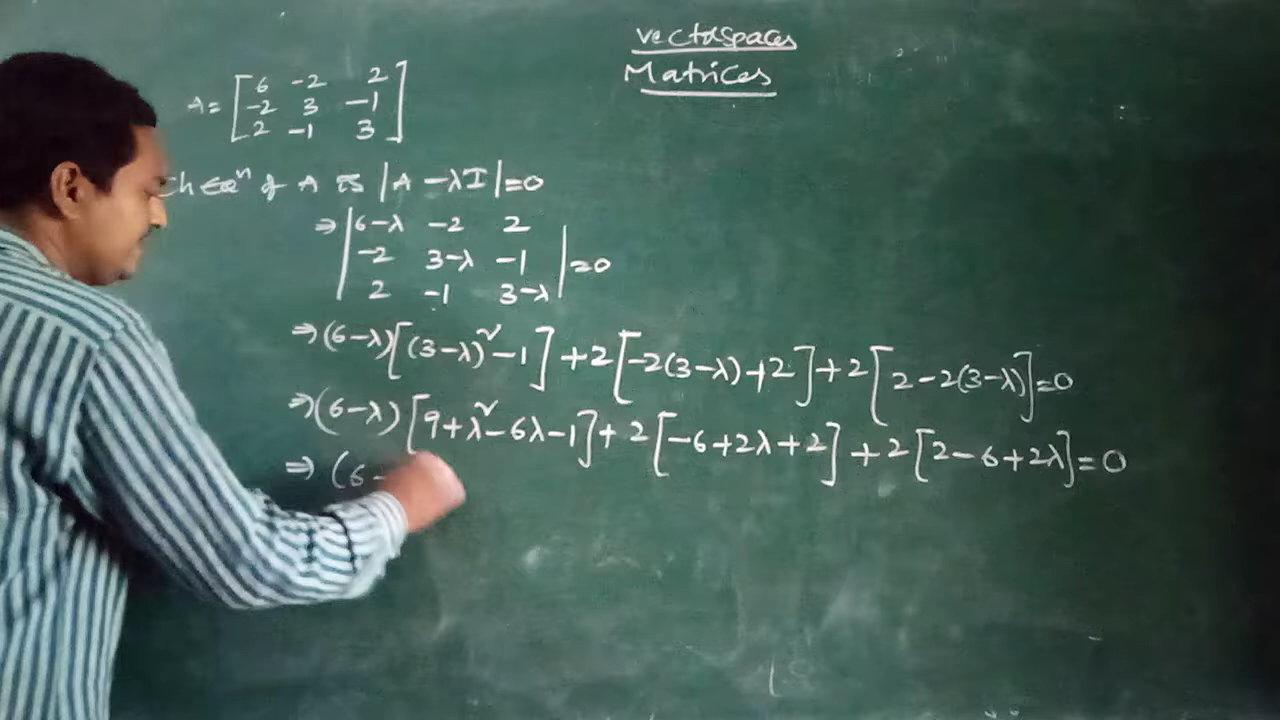 Vectorspaces
Matrices
A = [6 -2 2
-2 3 -1
2 -1 3]
Ch Eqⁿ of A is |A - λI| = 0
⇒ |6-λ -2 2
-2 3-λ -1
2 -1 3-λ| = 0
⇒ (6-λ)[(3-λ)² - 1] + 2[-2(3-λ) + 2] + 2[2 - 2(3-λ)] = 0
⇒ (6-λ)[9 + λ² - 6λ - 1] + 2[-6 + 2λ + 2] + 2[2 - 6 + 2λ] = 0
⇒ (6-